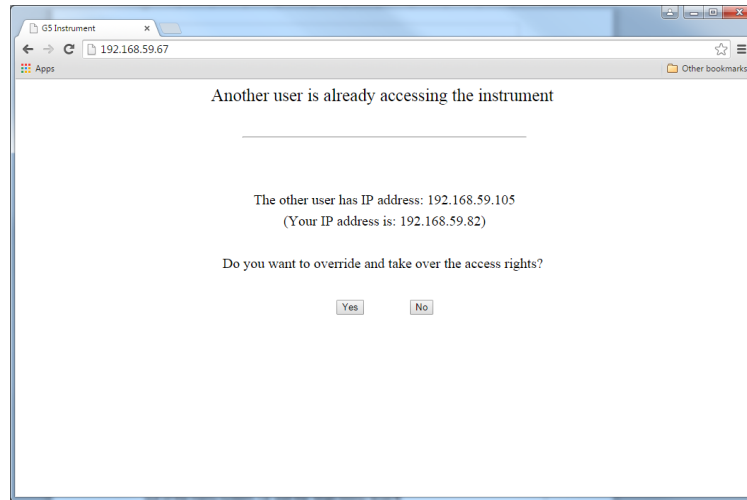 G5 Instrument
192.168.59.67
Apps
Other bookmarks
Another user is already accessing the instrument
The other user has IP address: 192.168.59.105
(Your IP address is: 192.168.59.82)
Do you want to override and take over the access rights?
Yes No